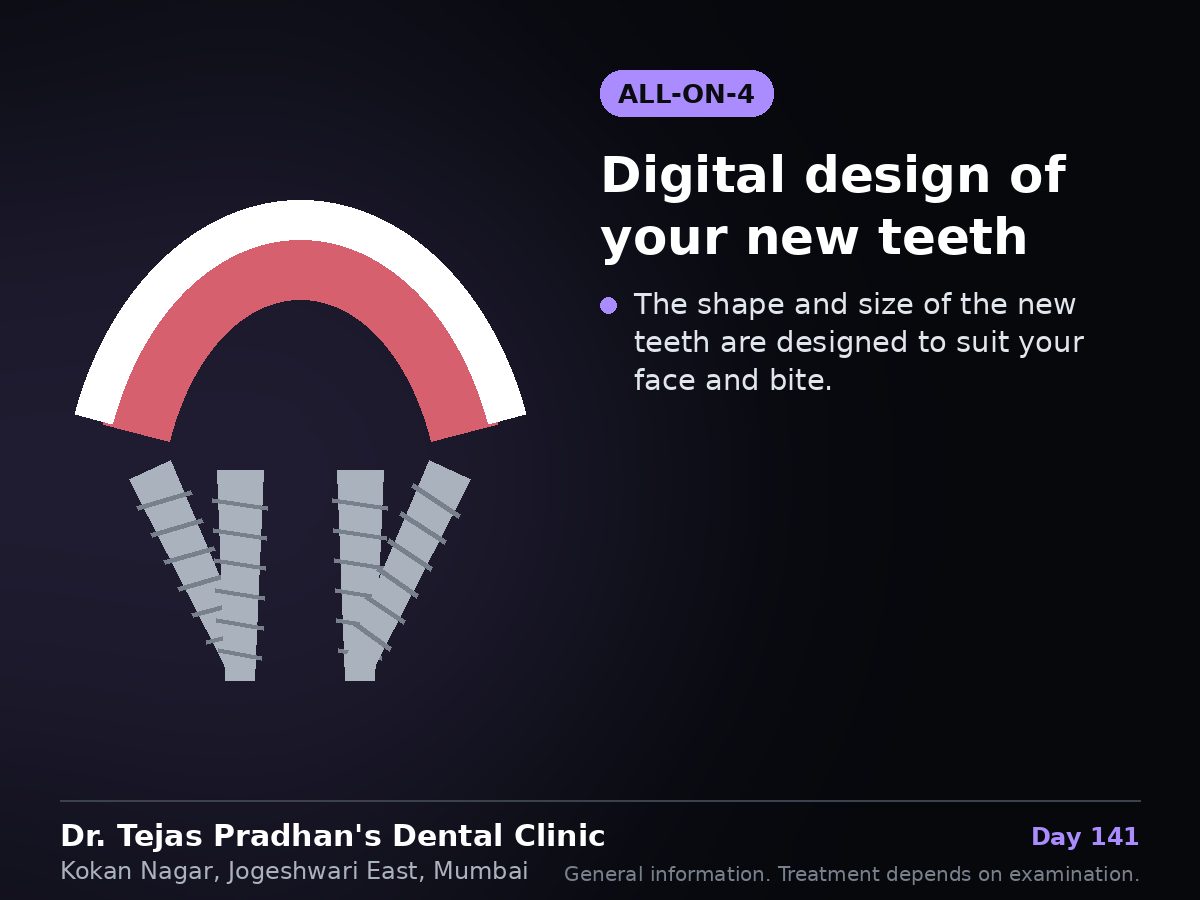 ALL-ON-4
Digital design of
your new teeth
The shape and size of the new
teeth are designed to suit your
face and bite.
Dr. Tejas Pradhan's Dental Clinic
Day 141
Kokan Nagar, Jogeshwari East, Mumbai
General information. Treatment depends on examination.